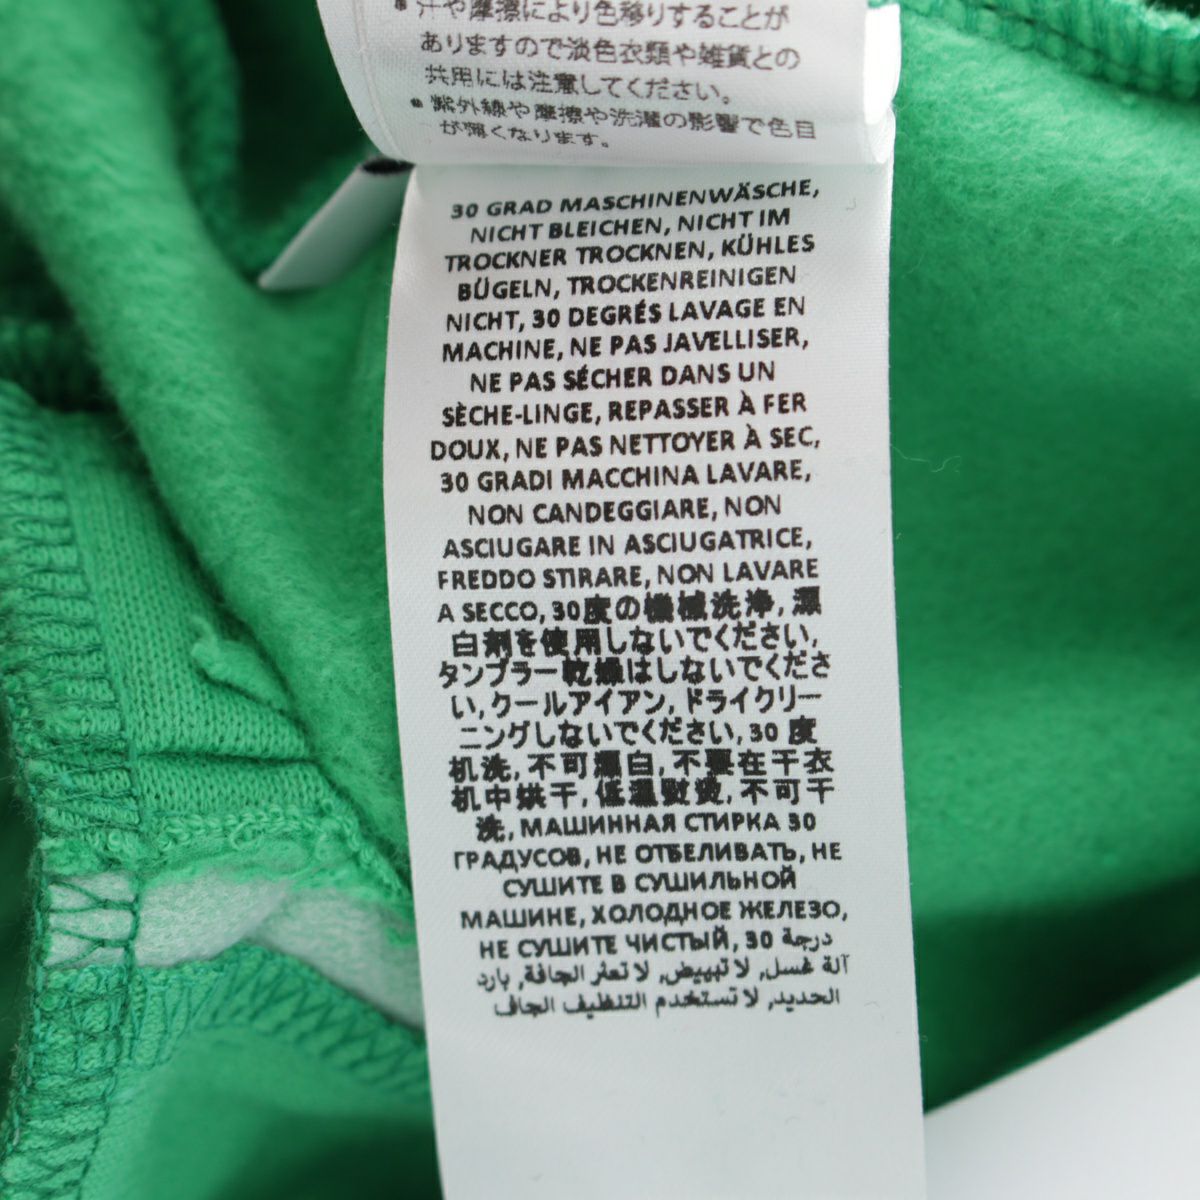 ● 汗や摩擦により色移りすることが
ありますので淡色衣類や雑貨との
共用には注意してください。
● 紫外線や摩擦や洗濯の影響で色目
が薄くなります。
30 GRAD MASCHINENWÄSCHE,
NICHT BLEICHEN, NICHT IM
TROCKNER TROCKNEN, KÜHLES
BÜGELN, TROCKENREINIGEN
NICHT, 30 DEGRÉS LAVAGE EN
MACHINE, NE PAS JAVELLISER,
NE PAS SÉCHER DANS UN
SÈCHE-LINGE, REPASSER À FER
DOUX, NE PAS NETTOYER À SEC,
30 GRADI MACCHINA LAVARE,
NON CANDEGGIARE, NON
ASCIUGARE IN ASCIUGATRICE,
FREDDO STIRARE, NON LAVARE
A SECCO, 30度の機械洗浄, 漂
白剤を使用しないでください,
タンブラー乾燥はしないでくださ
い, クールアイアン, ドライクリー
ニングしないでください, 30 度
机洗, 不可漂白, 不要在干衣
机中烘干, 低温熨烫, 不可干
洗, МАШИННАЯ СТИРКА 30
ГРАДУСОВ, НЕ ОТБЕЛИВАТЬ, НЕ
СУШИТЕ В СУШИЛЬНОЙ
МАШИНЕ, ХОЛОДНОЕ ЖЕЛЕЗО,
НЕ СУШИТЕ ЧИСТЫЙ, 30 درجة
آلة غسل, لا تبييض, لا تعثر الجافة, بارد
الحديد, لا تستخدم التنظيف الجاف